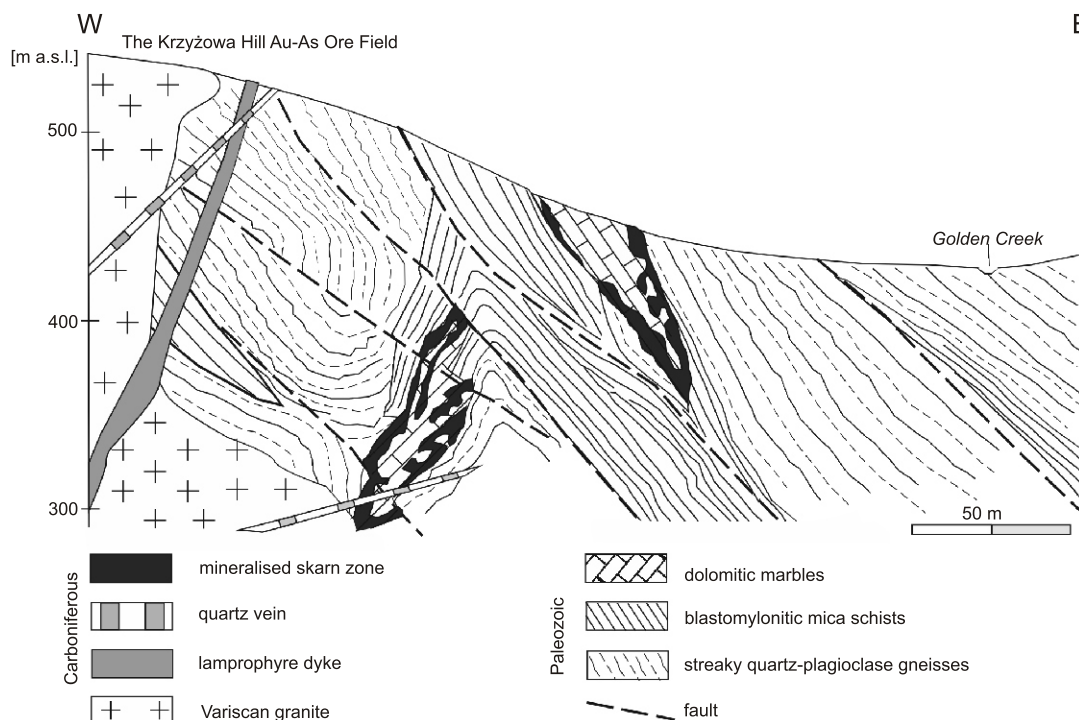 W
E
The Krzyżowa Hill Au-As Ore Field
[m a.s.l.]
500
Golden Creek
400
300
50 m
Carboniferous
mineralised skarn zone
quartz vein
lamprophyre dyke
Variscan granite
Paleozoic
dolomitic marbles
blastomylonitic mica schists
streaky quartz-plagioclase gneisses
fault